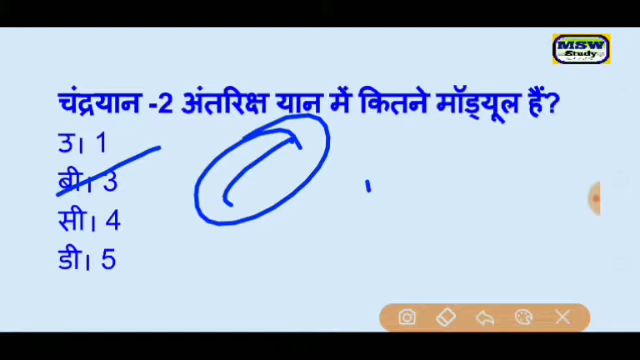 MSW
Study
चंद्रयान -2 अंतरिक्ष यान में कितने मॉड्यूल हैं?
उ। 1
बी। 3
सी। 4
डी। 5